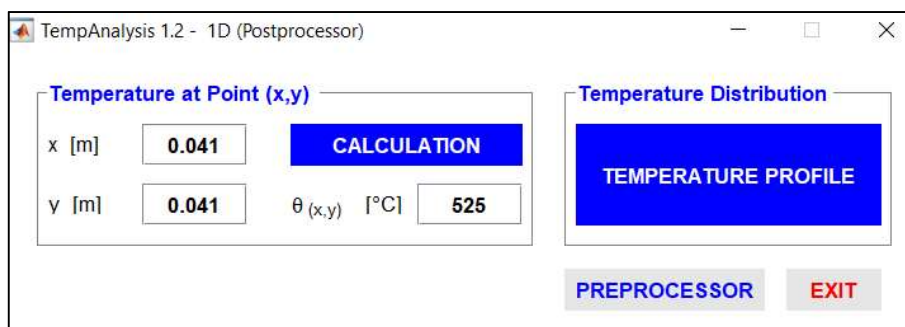 TempAnalysis 1.2 - 1D (Postprocessor)
Temperature at Point (x,y)
x [m] 0.041 CALCULATION
y [m] 0.041 θ (x,y) [°C] 525
Temperature Distribution
TEMPERATURE PROFILE
PREPROCESSOR EXIT